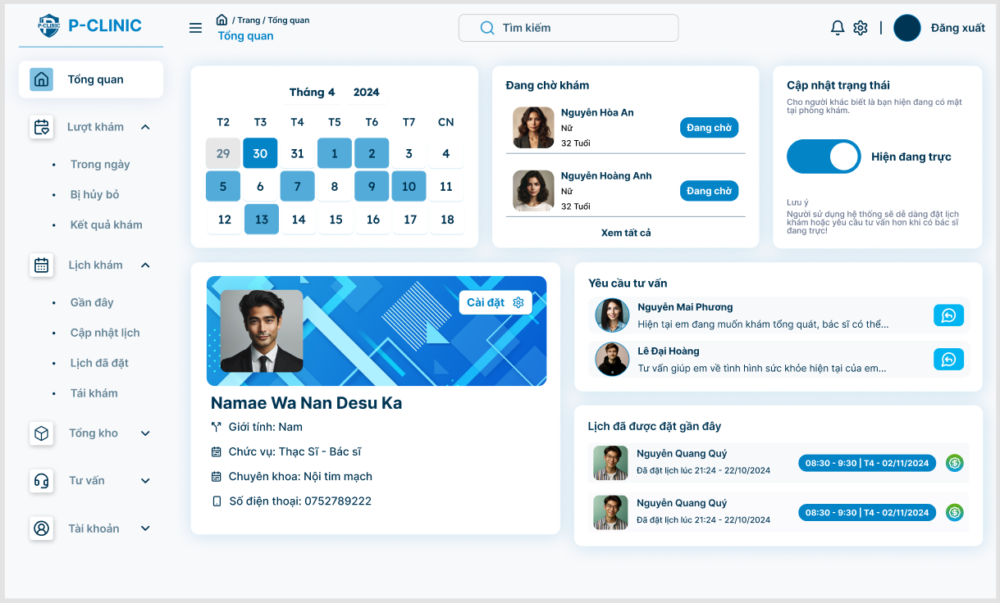 P-CLINIC
P-CLINIC
/ Trang / Tổng quan
Tổng quan
Tìm kiếm
Đăng xuất
Tổng quan
Lượt khám
Trong ngày
Bị hủy bỏ
Kết quả khám
Lịch khám
Gần đây
Cập nhật lịch
Lịch đã đặt
Tái khám
Tổng kho
Tư vấn
Tài khoản
Tháng 4 2024
T2 T3 T4 T5 T6 T7 CN
29 30 31 1 2 3 4
5 6 7 8 9 10 11
12 13 14 15 16 17 18
Đang chờ khám
Nguyễn Hòa An
Nữ
32 Tuổi
Đang chờ
Nguyễn Hoàng Anh
Nữ
32 Tuổi
Đang chờ
Xem tất cả
Cập nhật trạng thái
Cho người khác biết là bạn hiện đang có mặt
tại phòng khám.
Hiện đang trực
Lưu ý
Người sử dụng hệ thống sẽ dễ dàng đặt lịch
khám hoặc yêu cầu tư vấn hơn khi có bác sĩ
đang trực!
Cài đặt
Namae Wa Nan Desu Ka
Giới tính: Nam
Chức vụ: Thạc Sĩ - Bác sĩ
Chuyên khoa: Nội tim mạch
Số điện thoại: 0752789222
Yêu cầu tư vấn
Nguyễn Mai Phương
Hiện tại em đang muốn khám tổng quát, bác sĩ có thể...
Lê Đại Hoàng
Tư vấn giúp em về tình hình sức khỏe hiện tại của em...
Lịch đã được đặt gần đây
Nguyễn Quang Quý
Đã đặt lịch lúc 21:24 - 22/10/2024
08:30 - 9:30 | T4 - 02/11/2024
Nguyễn Quang Quý
Đã đặt lịch lúc 21:24 - 22/10/2024
08:30 - 9:30 | T4 - 02/11/2024